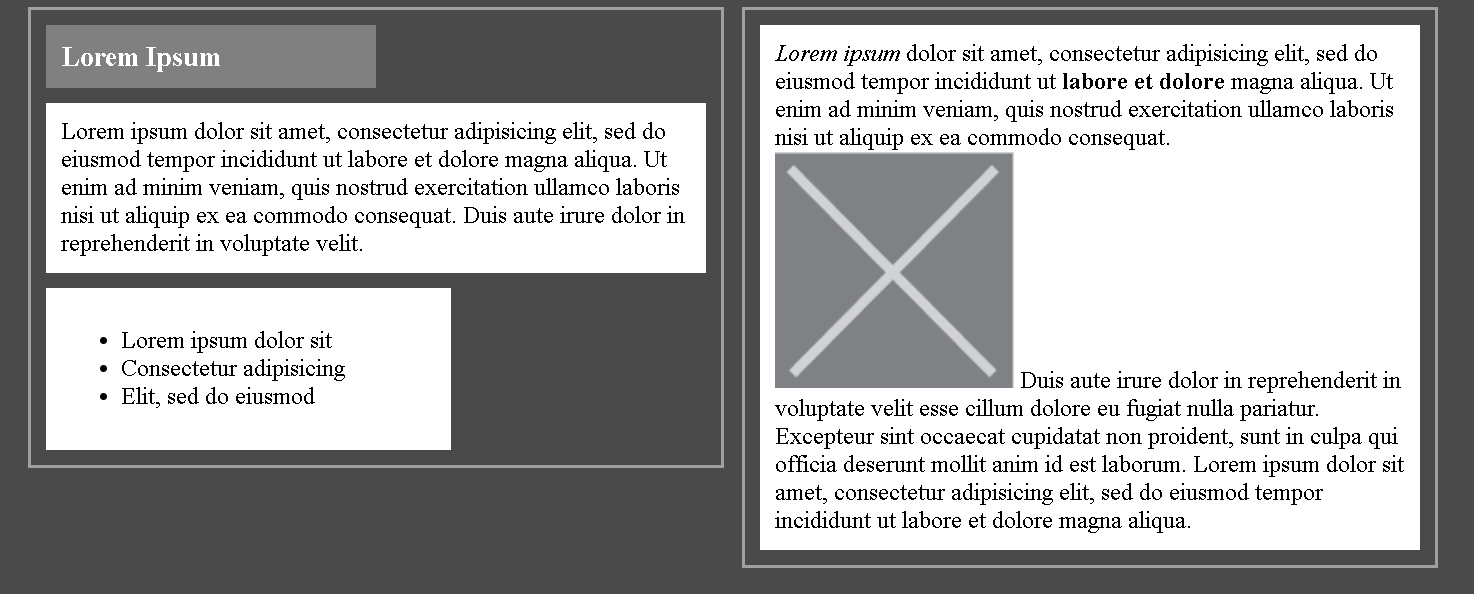 Lorem Ipsum
Lorem ipsum dolor sit amet, consectetur adipisicing elit, sed do
eiusmod tempor incididunt ut labore et dolore magna aliqua. Ut
enim ad minim veniam, quis nostrud exercitation ullamco laboris
nisi ut aliquip ex ea commodo consequat. Duis aute irure dolor in
reprehenderit in voluptate velit.
• Lorem ipsum dolor sit
• Consectetur adipisicing
• Elit, sed do eiusmod
Lorem ipsum dolor sit amet, consectetur adipisicing elit, sed do
eiusmod tempor incididunt ut labore et dolore magna aliqua. Ut
enim ad minim veniam, quis nostrud exercitation ullamco laboris
nisi ut aliquip ex ea commodo consequat.
Duis aute irure dolor in reprehenderit in
voluptate velit esse cillum dolore eu fugiat nulla pariatur.
Excepteur sint occaecat cupidatat non proident, sunt in culpa qui
officia deserunt mollit anim id est laborum. Lorem ipsum dolor sit
amet, consectetur adipisicing elit, sed do eiusmod tempor
incididunt ut labore et dolore magna aliqua.